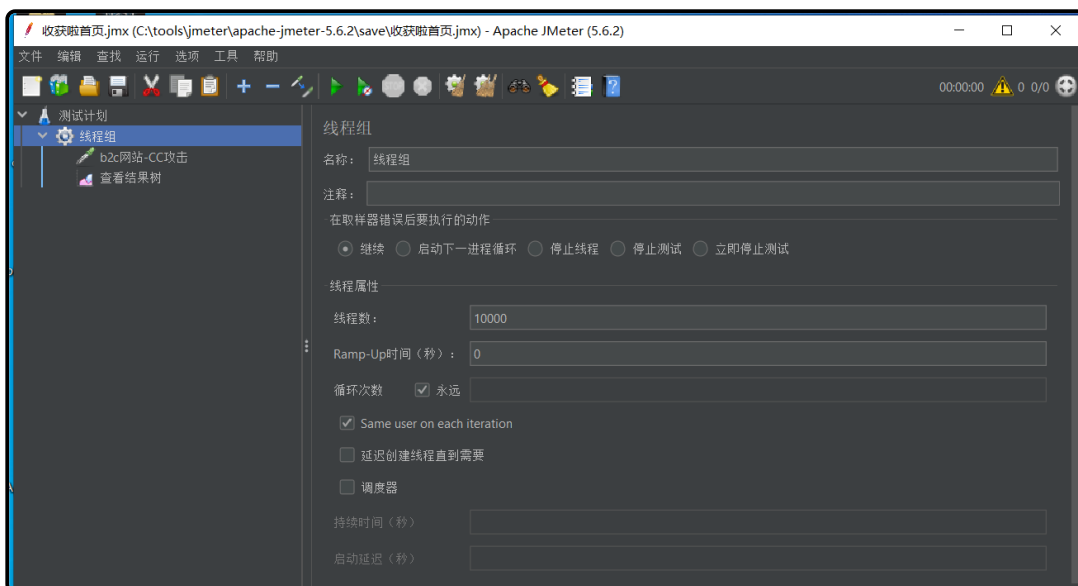 收获啦首页.jmx (C:\tools\jmeter\apache-jmeter-5.6.2\save\收获啦首页.jmx) - Apache JMeter (5.6.2)
文件 编辑 查找 运行 选项 工具 帮助
00:00:00 0 0/0
测试计划
线程组
b2c网站-CC攻击
查看结果树
线程组
名称： 线程组
注释：
在取样器错误后要执行的动作
继续 启动下一进程循环 停止线程 停止测试 立即停止测试
线程属性
线程数： 10000
Ramp-Up时间（秒）： 0
循环次数 永远
Same user on each iteration
延迟创建线程直到需要
调度器
持续时间（秒）
启动延迟（秒）